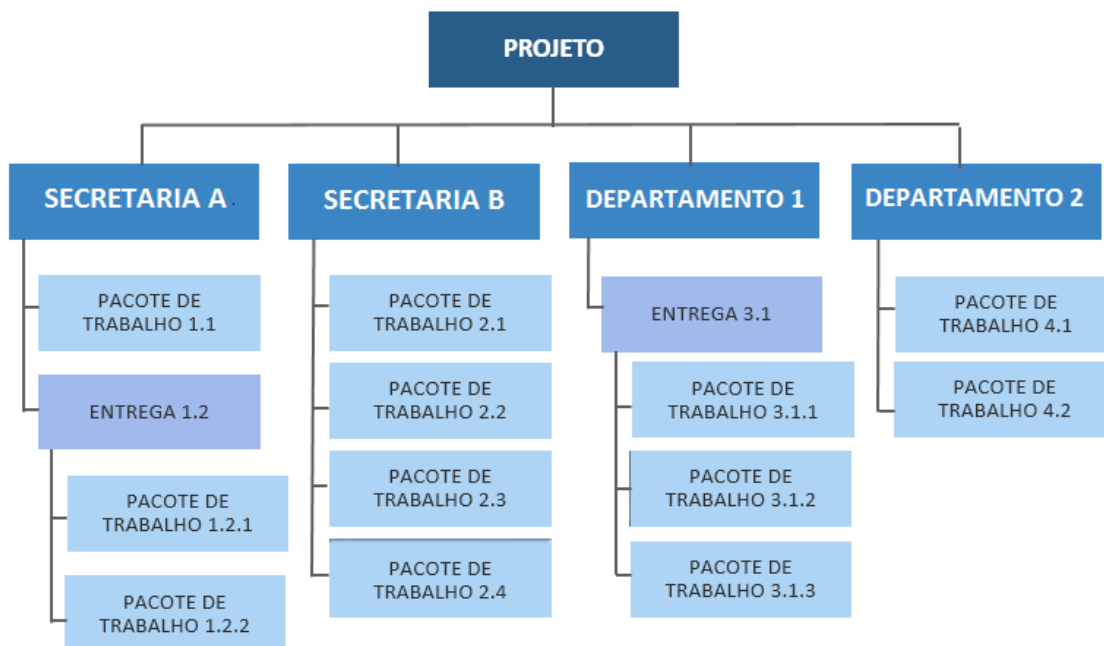 PROJETO
SECRETARIA A.
SECRETARIA B
DEPARTAMENTO 1
DEPARTAMENTO 2
PACOTE DE
TRABALHO 1.1
ENTREGA 1.2
PACOTE DE
TRABALHO 1.2.1
PACOTE DE
TRABALHO 1.2.2
PACOTE DE
TRABALHO 2.1
PACOTE DE
TRABALHO 2.2
PACOTE DE
TRABALHO 2.3
PACOTE DE
TRABALHO 2.4
ENTREGA 3.1
PACOTE DE
TRABALHO 3.1.1
PACOTE DE
TRABALHO 3.1.2
PACOTE DE
TRABALHO 3.1.3
PACOTE DE
TRABALHO 4.1
PACOTE DE
TRABALHO 4.2